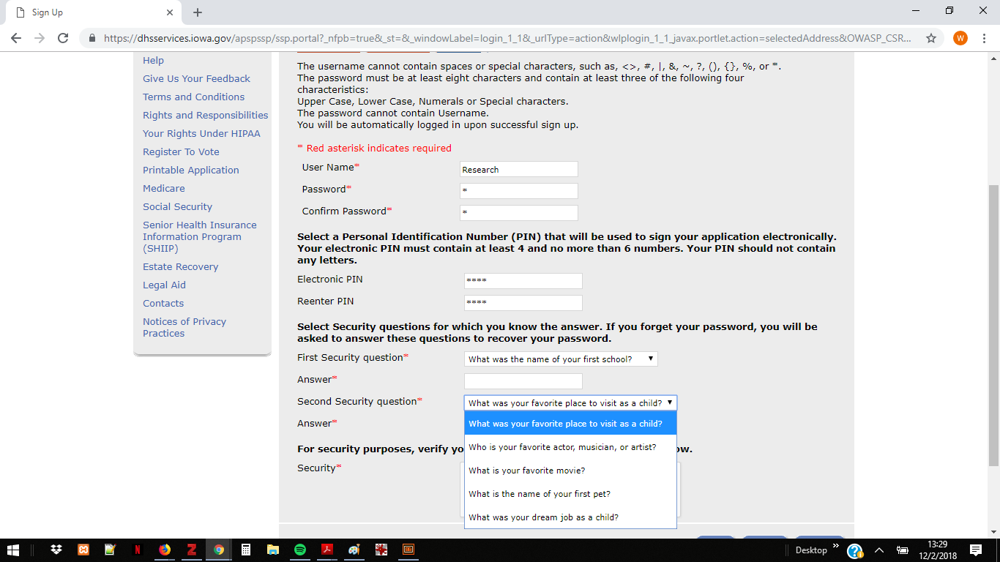 Sign Up
https://dhsservices.iowa.gov/apspssp/ssp.portal?_nfpb=true&_st=&_windowLabel=login_1_1&_urlType=action&wlplogin_1_1_javax.portlet.action=selectedAddress&OWASP_CSR...
W
Help
Give Us Your Feedback
Terms and Conditions
Rights and Responsibilities
Your Rights Under HIPAA
Register To Vote
Printable Application
Medicare
Social Security
Senior Health Insurance
Information Program
(SHIIP)
Estate Recovery
Legal Aid
Contacts
Notices of Privacy
Practices
The username cannot contain spaces or special characters, such as, <>, #, |, &, ~, ?, (), {}, %, or *.
The password must be at least eight characters and contain at least three of the following four
characteristics:
Upper Case, Lower Case, Numerals or Special characters.
The password cannot contain Username.
You will be automatically logged in upon successful sign up.
* Red asterisk indicates required
User Name* Research
Password* *
Confirm Password* *
Select a Personal Identification Number (PIN) that will be used to sign your application electronically.
Your electronic PIN must contain at least 4 and no more than 6 numbers. Your PIN should not contain
any letters.
Electronic PIN ****
Reenter PIN ****
Select Security questions for which you know the answer. If you forget your password, you will be
asked to answer these questions to recover your password.
First Security question* What was the name of your first school?
Answer*
Second Security question* What was your favorite place to visit as a child?
Answer* What was your favorite place to visit as a child?
For security purposes, verify yo Who is your favorite actor, musician, or artist? ow.
Security* What is your favorite movie?
What is the name of your first pet?
What was your dream job as a child?
N
Z
Desktop
13:29
12/2/2018